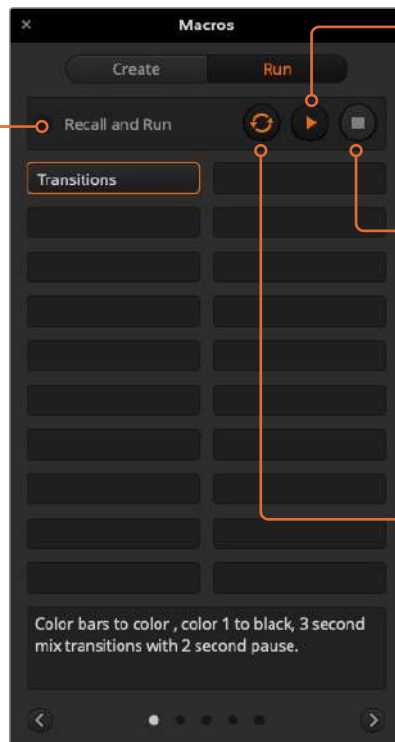 Macros
Create
Run
Recall and Run
Transitions
Color bars to color , color 1 to black, 3 second
mix transitions with 2 second pause.